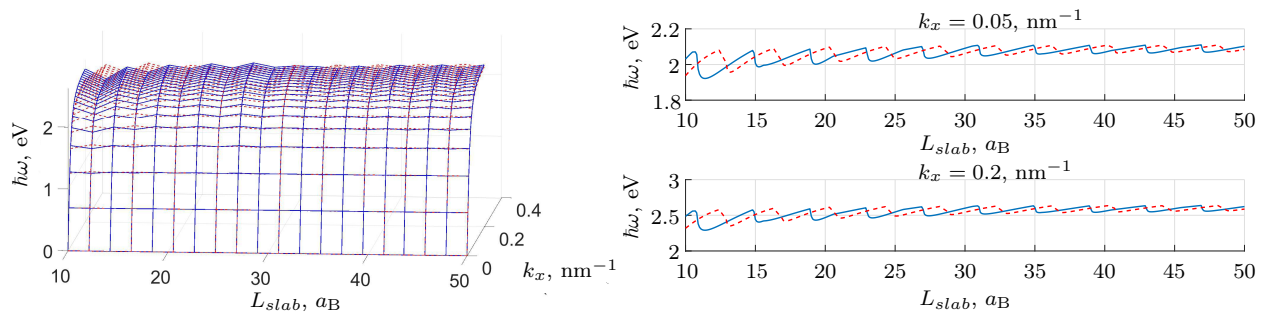 ħω, eV
2
1
0
10
20
30
40
50
L_slab, a_B
0
0.2
0.4
k_x, nm⁻¹
k_x = 0.05, nm⁻¹
ħω, eV
2.2
2
1.8
10 15 20 25 30 35 40 45 50
L_slab, a_B
k_x = 0.2, nm⁻¹
ħω, eV
3
2.5
2
10 15 20 25 30 35 40 45 50
L_slab, a_B